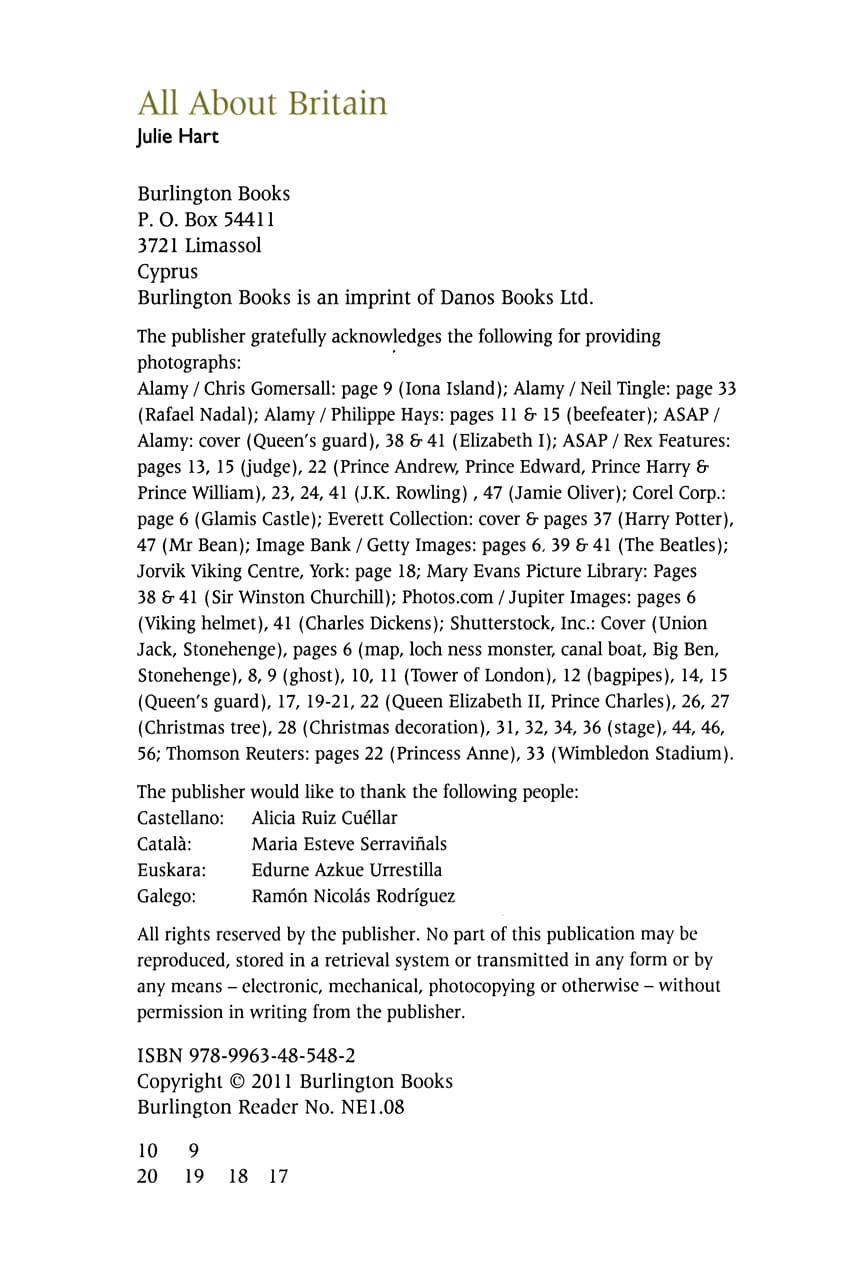 All About Britain
Julie Hart
Burlington Books
P. O. Box 54411
3721 Limassol
Cyprus
Burlington Books is an imprint of Danos Books Ltd.
The publisher gratefully acknowledges the following for providing
photographs:
Alamy / Chris Gomersall: page 9 (Iona Island); Alamy / Neil Tingle: page 33
(Rafael Nadal); Alamy / Philippe Hays: pages 11 & 15 (beefeater); ASAP /
Alamy: cover (Queen's guard), 38 & 41 (Elizabeth I); ASAP / Rex Features:
pages 13, 15 (judge), 22 (Prince Andrew, Prince Edward, Prince Harry &
Prince William), 23, 24, 41 (J.K. Rowling) , 47 (Jamie Oliver); Corel Corp.:
page 6 (Glamis Castle); Everett Collection: cover & pages 37 (Harry Potter),
47 (Mr Bean); Image Bank / Getty Images: pages 6, 39 & 41 (The Beatles);
Jorvik Viking Centre, York: page 18; Mary Evans Picture Library: Pages
38 & 41 (Sir Winston Churchill); Photos.com / Jupiter Images: pages 6
(Viking helmet), 41 (Charles Dickens); Shutterstock, Inc.: Cover (Union
Jack, Stonehenge), pages 6 (map, loch ness monster, canal boat, Big Ben,
Stonehenge), 8, 9 (ghost), 10, 11 (Tower of London), 12 (bagpipes), 14, 15
(Queen's guard), 17, 19-21, 22 (Queen Elizabeth II, Prince Charles), 26, 27
(Christmas tree), 28 (Christmas decoration), 31, 32, 34, 36 (stage), 44, 46,
56; Thomson Reuters: pages 22 (Princess Anne), 33 (Wimbledon Stadium).
The publisher would like to thank the following people:
Castellano: Alicia Ruiz Cuéllar
Català: Maria Esteve Serraviñals
Euskara: Edurne Azkue Urrestilla
Galego: Ramón Nicolás Rodríguez
All rights reserved by the publisher. No part of this publication may be
reproduced, stored in a retrieval system or transmitted in any form or by
any means – electronic, mechanical, photocopying or otherwise – without
permission in writing from the publisher.
ISBN 978-9963-48-548-2
Copyright © 2011 Burlington Books
Burlington Reader No. NE1.08
10 9
20 19 18 17